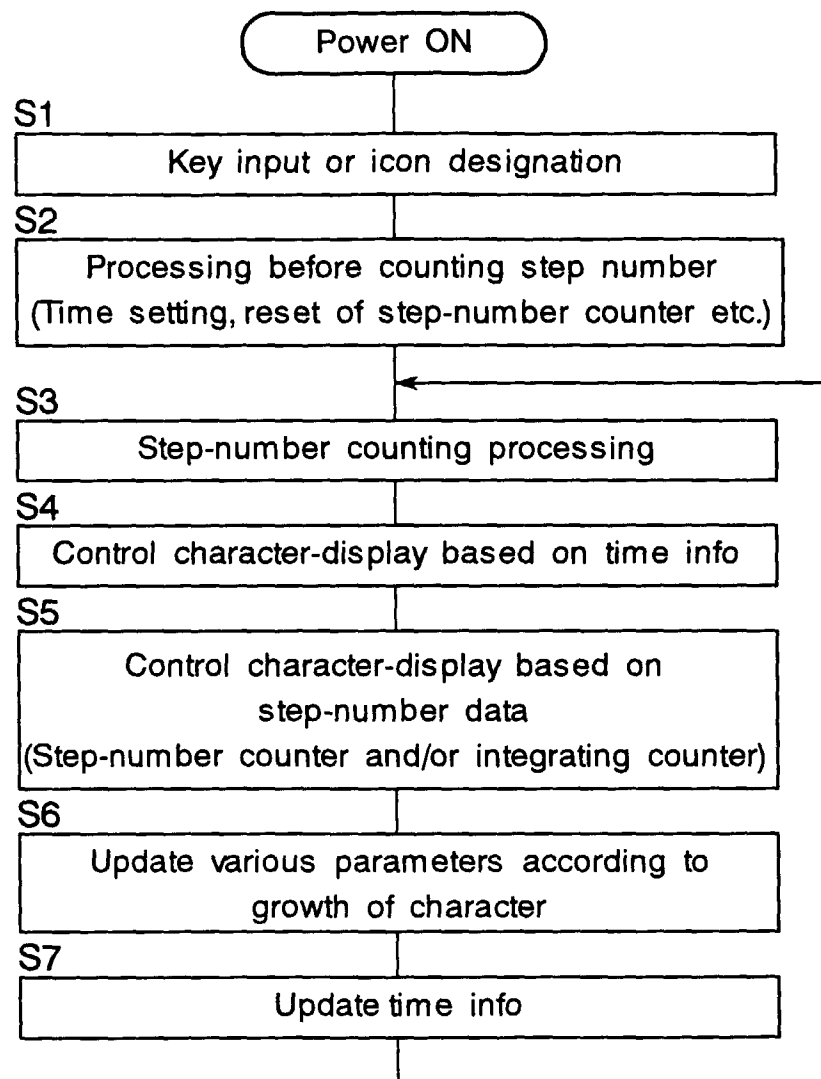 Power ON
S1
Key input or icon designation
S2
Processing before counting step number
(Time setting, reset of step-number counter etc.)
S3
Step-number counting processing
S4
Control character-display based on time info
S5
Control character-display based on
step-number data
(Step-number counter and/or integrating counter)
S6
Update various parameters according to
growth of character
S7
Update time info